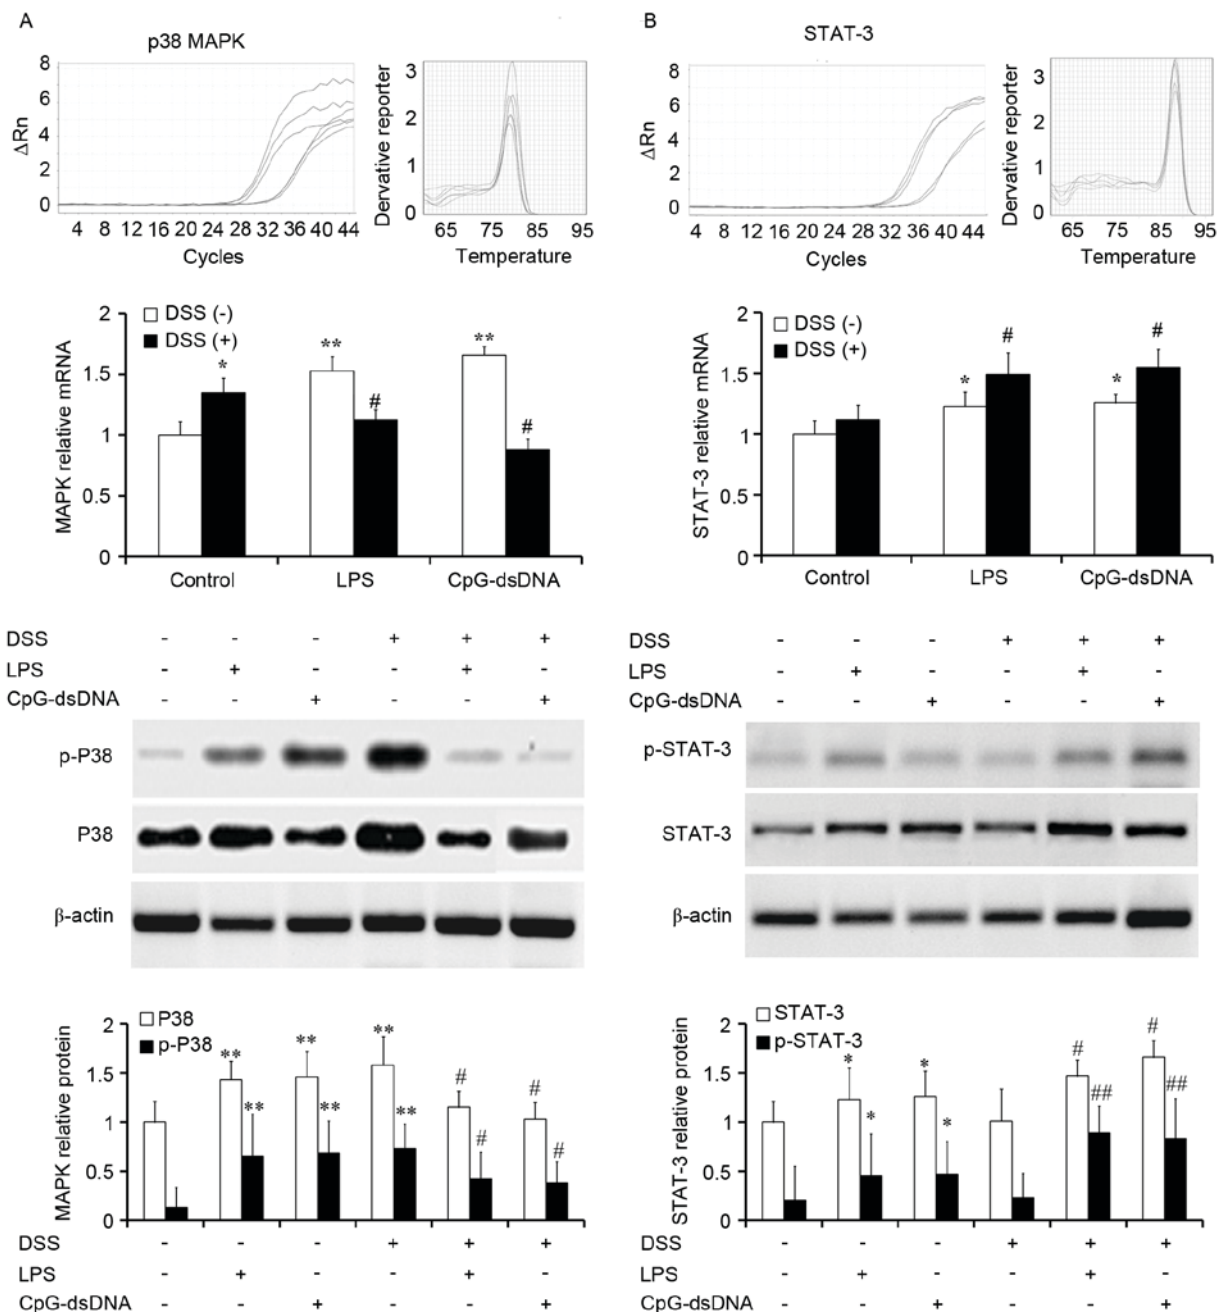 A
p38 MAPK
8
6
4
2
0
ΔRn
4 8 12 16 20 24 28 32 36 40 44
Cycles
3
2
1
0
Dervative reporter
65 75 85 95
Temperature
B
STAT-3
8
6
4
2
0
ΔRn
4 8 12 16 20 24 28 32 36 40 44
Cycles
3
2
1
0
Dervative reporter
65 75 85 95
Temperature
MAPK relative mRNA
2
1.5
1
0.5
0
DSS (-)
DSS (+)
* ** # ** #
Control LPS CpG-dsDNA
STAT-3 relative mRNA
2
1.5
1
0.5
0
DSS (-)
DSS (+)
* # * #
Control LPS CpG-dsDNA
DSS - - - + + +
LPS - + - - + -
CpG-dsDNA - - + - - +
p-P38
P38
β-actin
DSS - - - + + +
LPS - + - - + -
CpG-dsDNA - - + - - +
p-STAT-3
STAT-3
β-actin
MAPK relative protein
2
1.5
1
0.5
0
P38
p-P38
** ** ** ** ** ** # # # #
DSS - - - + + +
LPS - + - - + -
CpG-dsDNA - - + - - +
STAT-3 relative protein
2
1.5
1
0.5
0
STAT-3
p-STAT-3
* * * * # ## # ##
DSS - - - + + +
LPS - + - - + -
CpG-dsDNA - - + - - +